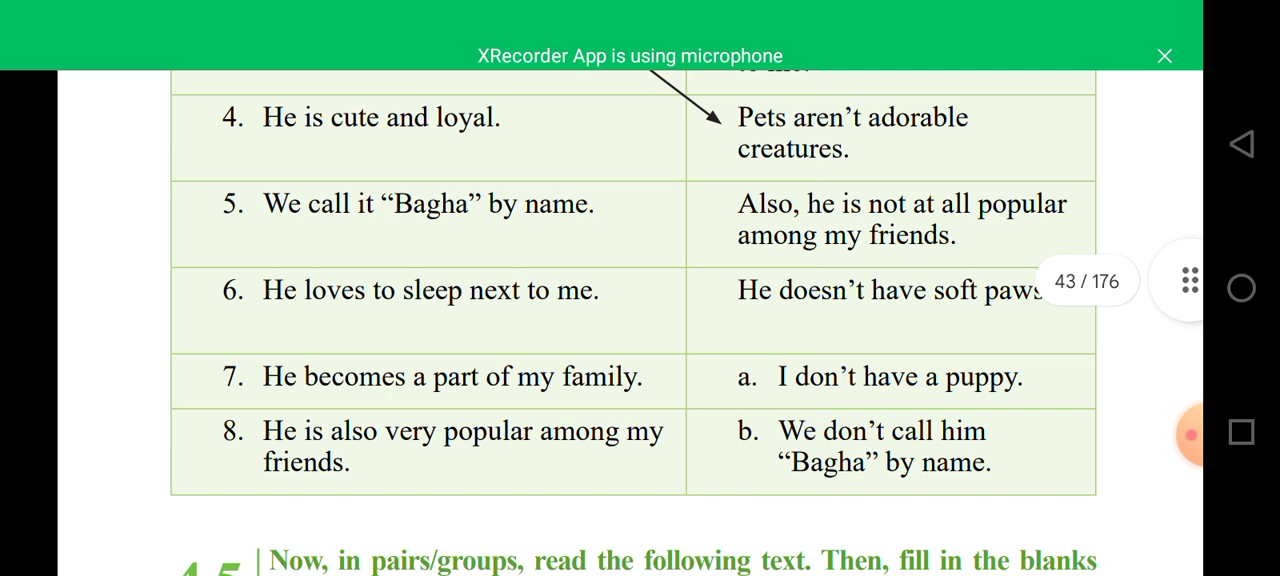 XRecorder App is using microphone
4. He is cute and loyal.
Pets aren’t adorable
creatures.
5. We call it “Bagha” by name.
Also, he is not at all popular
among my friends.
6. He loves to sleep next to me.
He doesn’t have soft paws
43 / 176
7. He becomes a part of my family.
a. I don’t have a puppy.
8. He is also very popular among my
friends.
b. We don’t call him
“Bagha” by name.
Now, in pairs/groups, read the following text. Then, fill in the blanks